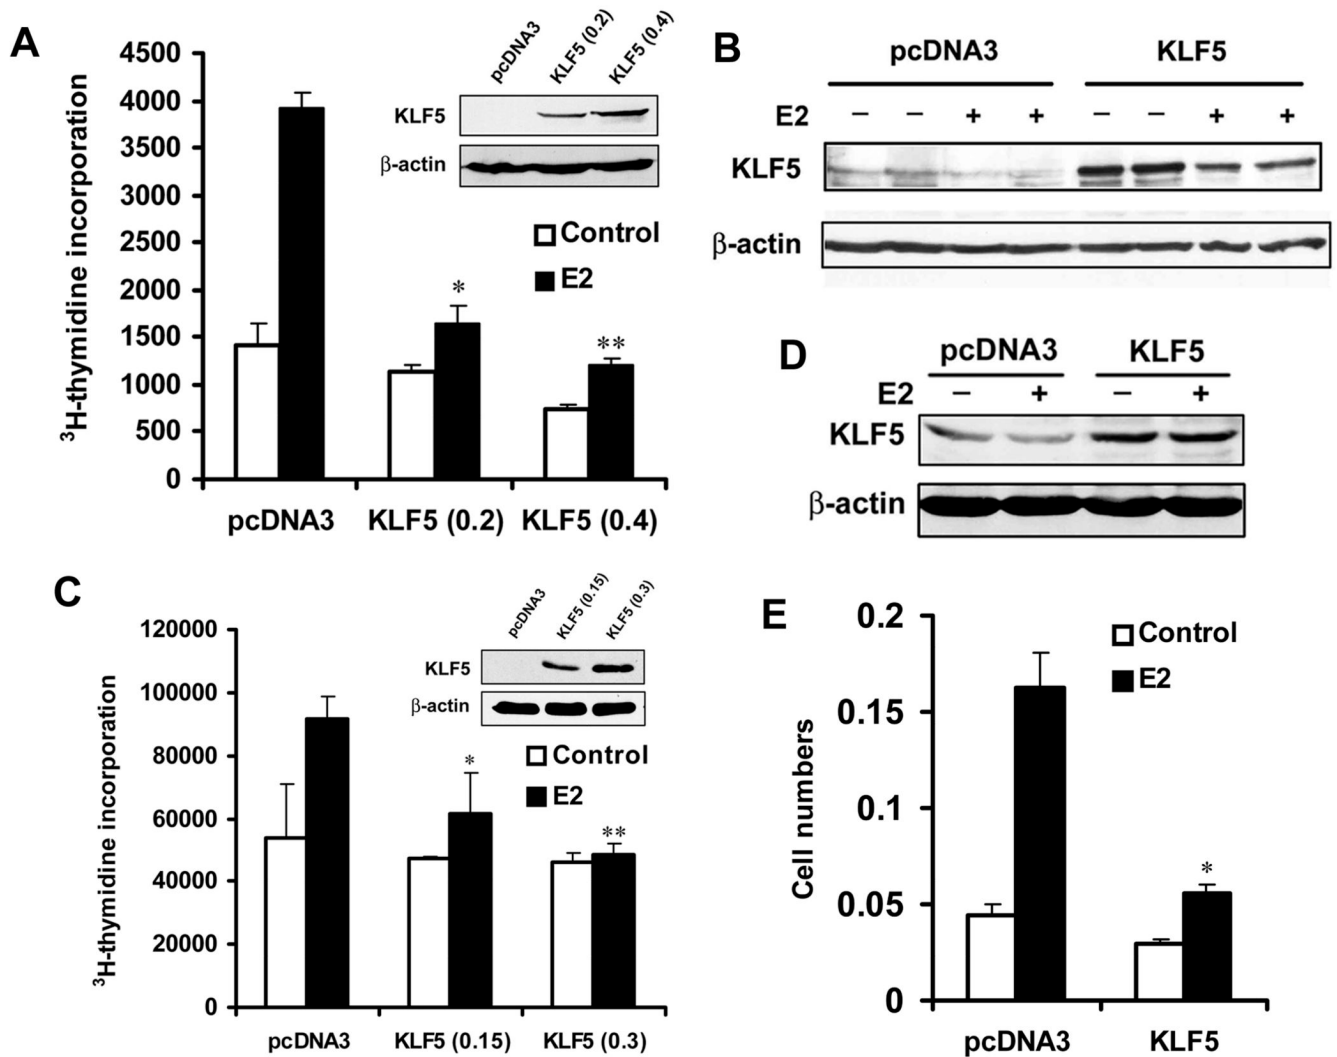 A
4500
4000
3500
3000
2500
2000
1500
1000
500
0
³H-thymidine incorporation
pcDNA3
KLF5 (0.2)
KLF5 (0.4)
KLF5
β-actin
Control
E2
*
**
pcDNA3 KLF5 (0.2) KLF5 (0.4)
B
pcDNA3 KLF5
E2 – – + + – – + +
KLF5
β-actin
D
pcDNA3 KLF5
E2 – + – +
KLF5
β-actin
C
120000
100000
80000
60000
40000
20000
0
³H-thymidine incorporation
pcDNA3
KLF5 (0.15)
KLF5 (0.3)
KLF5
β-actin
Control
E2
*
**
pcDNA3 KLF5 (0.15) KLF5 (0.3)
E
0.2
0.15
0.1
0.05
0
Cell numbers
Control
E2
*
pcDNA3 KLF5